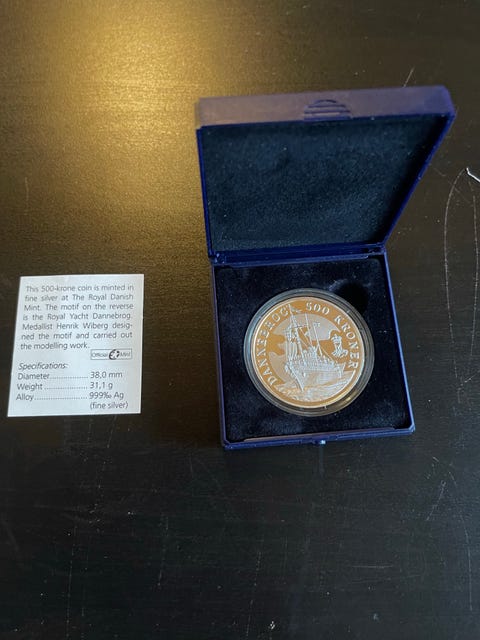 This 500-krone coin is minted in
fine silver at The Royal Danish
Mint. The motif on the reverse
is the Royal Yacht Dannebrog.
Medallist Henrik Wiberg desig-
ned the motif and carried out
the modelling work.
Official Mint
Specifications:
Diameter................ 38,0 mm
Weight .................. 31,1 g
Alloy...................... 999‰ Ag
(fine silver)
DANNEBROG 500 KRONER